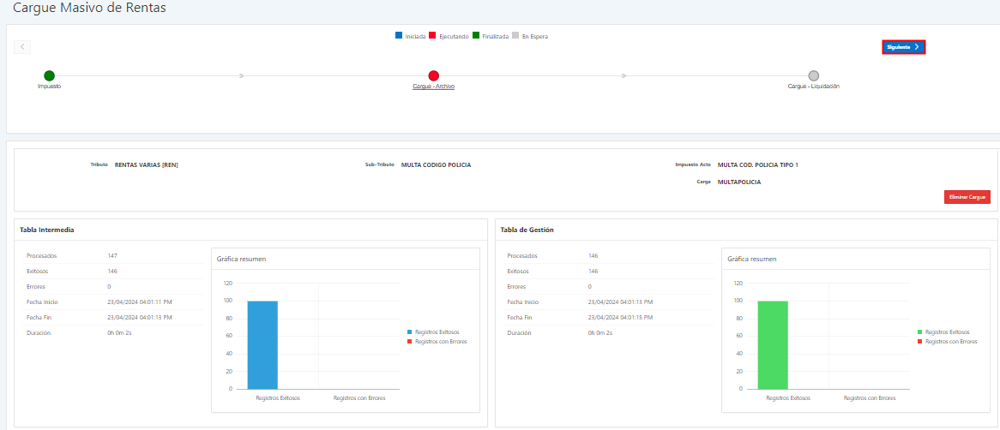 Cargue Masivo de Rentas
Iniciada Ejecutando Finalizada En Espera
Siguiente
Impuesto
Cargue - Archivo
Cargue - Liquidación
Tributo RENTAS VARIAS [REN]
Sub-Tributo MULTA CODIGO POLICIA
Impuesto Acto MULTA COD. POLICIA TIPO 1
Carga MULTAPOLICIA
Eliminar Cargue
Tabla Intermedia
Procesados 147
Exitosos 146
Errores 0
Fecha Inicio 23/04/2024 04:01:11 PM
Fecha Fin 23/04/2024 04:01:13 PM
Duración 0h 0m 2s
Gráfica resumen
120
100
80
60
40
20
0
Registros Exitosos
Registros con Errores
Registros Exitosos
Registros con Errores
Tabla de Gestión
Procesados 146
Exitosos 146
Errores 0
Fecha Inicio 23/04/2024 04:01:13 PM
Fecha Fin 23/04/2024 04:01:15 PM
Duración 0h 0m 2s
Gráfica resumen
120
100
80
60
40
20
0
Registros Exitosos
Registros con Errores
Registros Exitosos
Registros con Errores